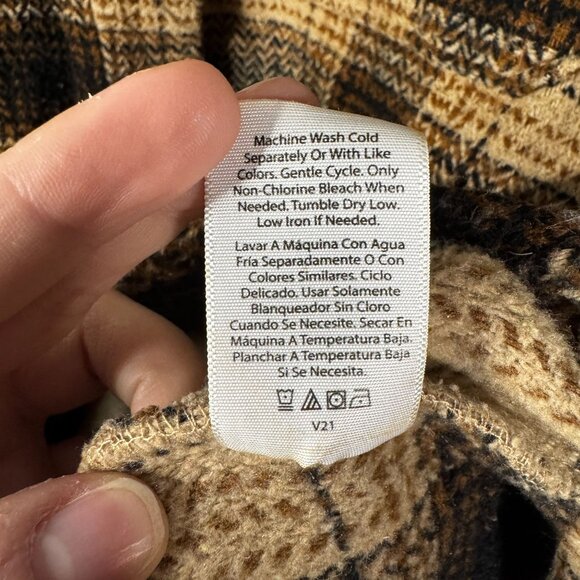 Machine Wash Cold
Separately Or With Like
Colors. Gentle Cycle. Only
Non-Chlorine Bleach When
Needed. Tumble Dry Low.
Low Iron If Needed.
Lavar A Máquina Con Agua
Fría Separadamente O Con
Colores Similares. Ciclo
Delicado. Usar Solamente
Blanqueador Sin Cloro
Cuando Se Necesite. Secar En
Máquina A Temperatura Baja.
Planchar A Temperatura Baja
Si Se Necesita.
V21